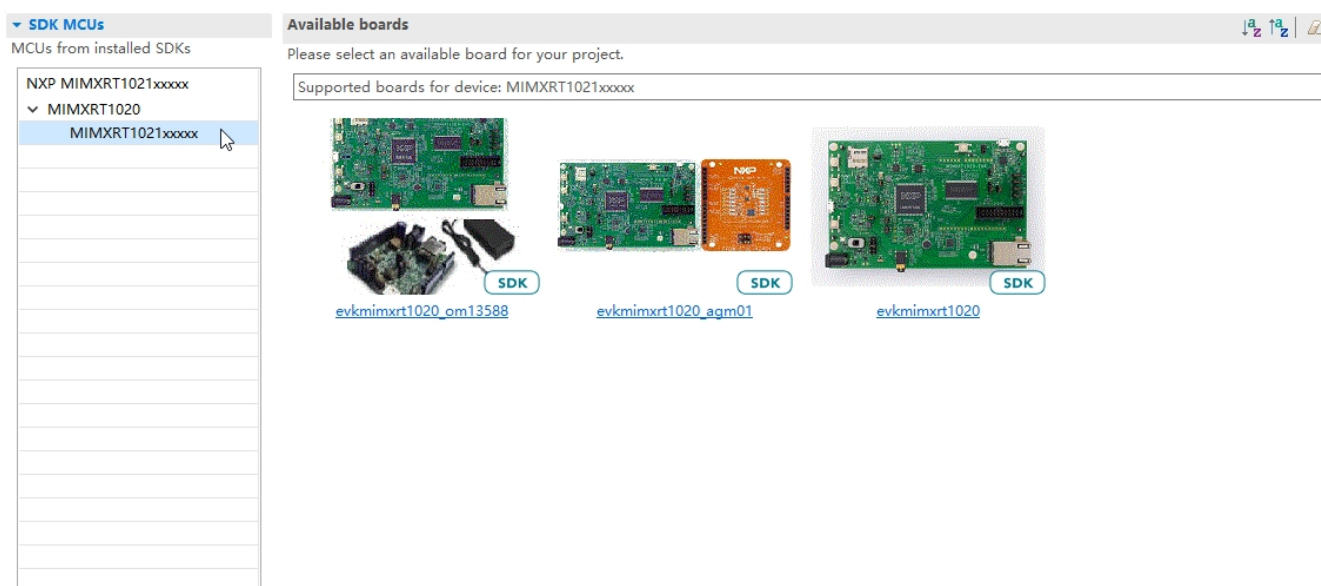 SDK MCUs
MCUs from installed SDKs
NXP MIMXRT1021xxxxx
MIMXRT1020
MIMXRT1021xxxxx
Available boards
Please select an available board for your project.
Supported boards for device: MIMXRT1021xxxxx
SDK
evkmimxrt1020_om13588
NXP
SDK
evkmimxrt1020_agm01
SDK
evkmimxrt1020